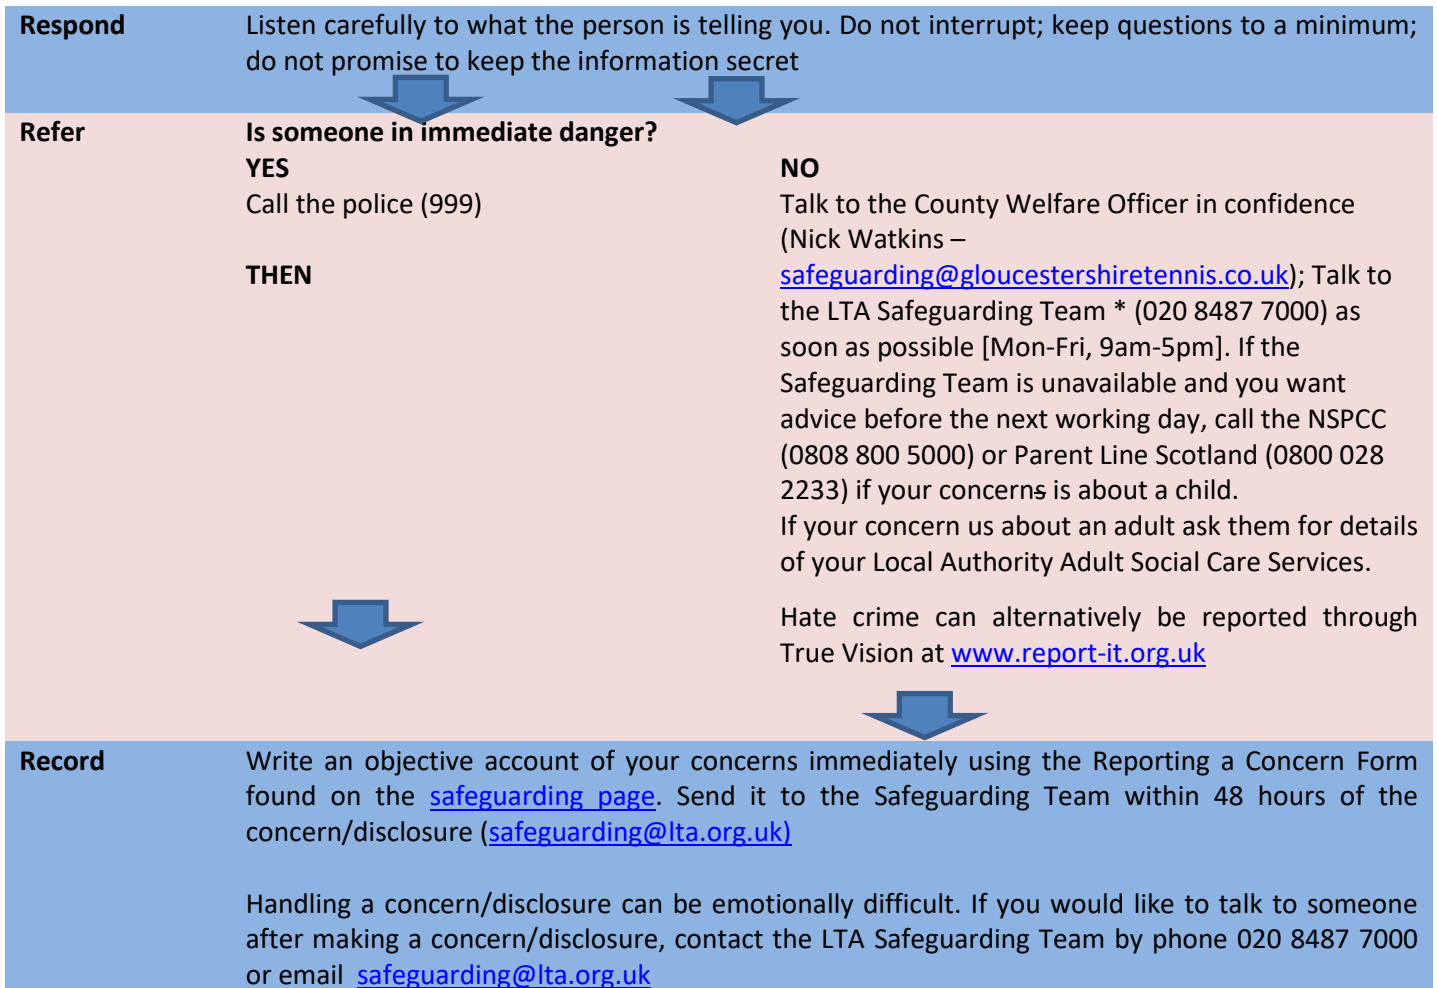 Respond
Listen carefully to what the person is telling you. Do not interrupt; keep questions to a minimum;
do not promise to keep the information secret
Refer
Is someone in immediate danger?
YES
Call the police (999)
THEN
NO
Talk to the County Welfare Officer in confidence
(Nick Watkins –
safeguarding@gloucestershiretennis.co.uk); Talk to
the LTA Safeguarding Team * (020 8487 7000) as
soon as possible [Mon-Fri, 9am-5pm]. If the
Safeguarding Team is unavailable and you want
advice before the next working day, call the NSPCC
(0808 800 5000) or Parent Line Scotland (0800 028
2233) if your concerns is about a child.
If your concern us about an adult ask them for details
of your Local Authority Adult Social Care Services.
Hate crime can alternatively be reported through
True Vision at www.report-it.org.uk
Record
Write an objective account of your concerns immediately using the Reporting a Concern Form
found on the safeguarding page. Send it to the Safeguarding Team within 48 hours of the
concern/disclosure (safeguarding@lta.org.uk)
Handling a concern/disclosure can be emotionally difficult. If you would like to talk to someone
after making a concern/disclosure, contact the LTA Safeguarding Team by phone 020 8487 7000
or email safeguarding@lta.org.uk